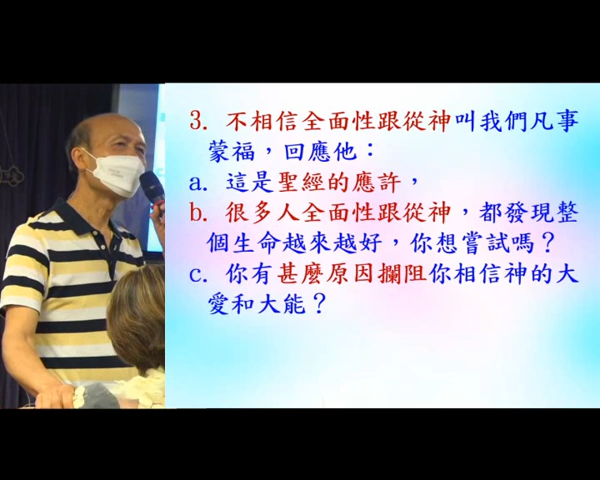 3. 不相信全面性跟從神叫我們凡事
蒙福，回應他：
a. 這是聖經的應許，
b. 很多人全面性跟從神，都發現整
個生命越來越好，你想嘗試嗎？
c. 你有甚麼原因攔阻你相信神的大
愛和大能？